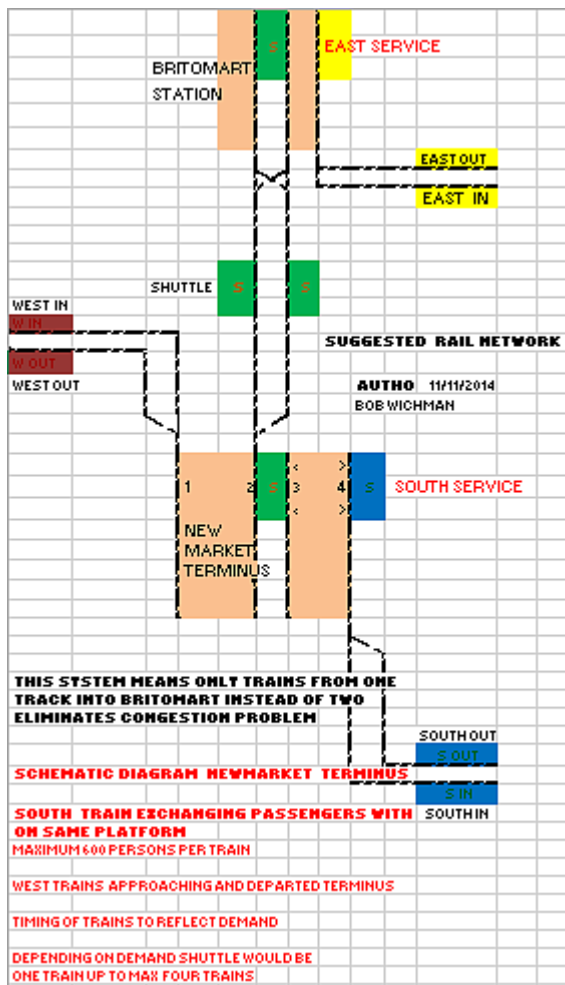 S EAST SERVICE
BRITOMART
STATION
EAST OUT
EAST IN
SHUTTLE S S
WEST IN
W IN
SUGGESTED RAIL NETWORK
W OUT
WEST OUT
AUTHO 11/11/2014
BOB WICHMAN
< >
1 2 S 3 4 S SOUTH SERVICE
< >
NEW
MARKET
TERMINUS
THIS SYSTEM MEANS ONLY TRAINS FROM ONE
TRACK INTO BRITOMART INSTEAD OF TWO
ELIMINATES CONGESTION PROBLEM
SOUTH OUT
S OUT
SCHEMATIC DIAGRAM NEWMARKET TERMINUS
S IN
SOUTH TRAIN EXCHANGING PASSENGERS WITH
SOUTH IN
ON SAME PLATFORM
MAXIMUM 600 PERSONS PER TRAIN
WEST TRAINS APPROACHING AND DEPARTED TERMINUS
TIMING OF TRAINS TO REFLECT DEMAND
DEPENDING ON DEMAND SHUTTLE WOULD BE
ONE TRAIN UP TO MAX FOUR TRAINS